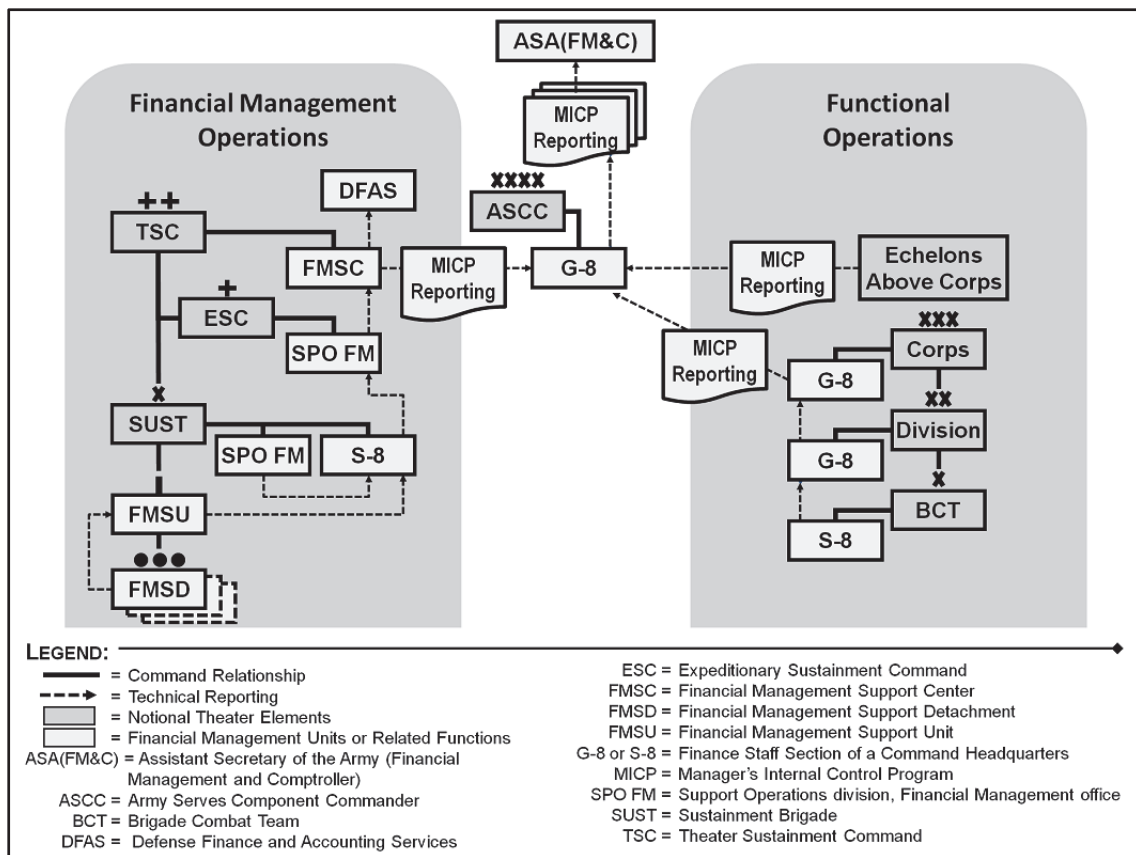 ASA(FM&C)
MICP
Reporting
Financial Management
Operations
Functional
Operations
DFAS
XXXX
ASCC
++
TSC
FMSC
MICP
Reporting
G-8
MICP
Reporting
Echelons
Above Corps
+
ESC
SPO FM
MICP
Reporting
XXX
Corps
G-8
X
SUST
SPO FM
S-8
XX
Division
G-8
I
FMSU
X
BCT
S-8
●●●
FMSD
LEGEND:
= Command Relationship
= Technical Reporting
= Notional Theater Elements
= Financial Management Units or Related Functions
ASA(FM&C) = Assistant Secretary of the Army (Financial
Management and Comptroller)
ASCC = Army Serves Component Commander
BCT = Brigade Combat Team
DFAS = Defense Finance and Accounting Services
ESC = Expeditionary Sustainment Command
FMSC = Financial Management Support Center
FMSD = Financial Management Support Detachment
FMSU = Financial Management Support Unit
G-8 or S-8 = Finance Staff Section of a Command Headquarters
MICP = Manager's Internal Control Program
SPO FM = Support Operations division, Financial Management office
SUST = Sustainment Brigade
TSC = Theater Sustainment Command